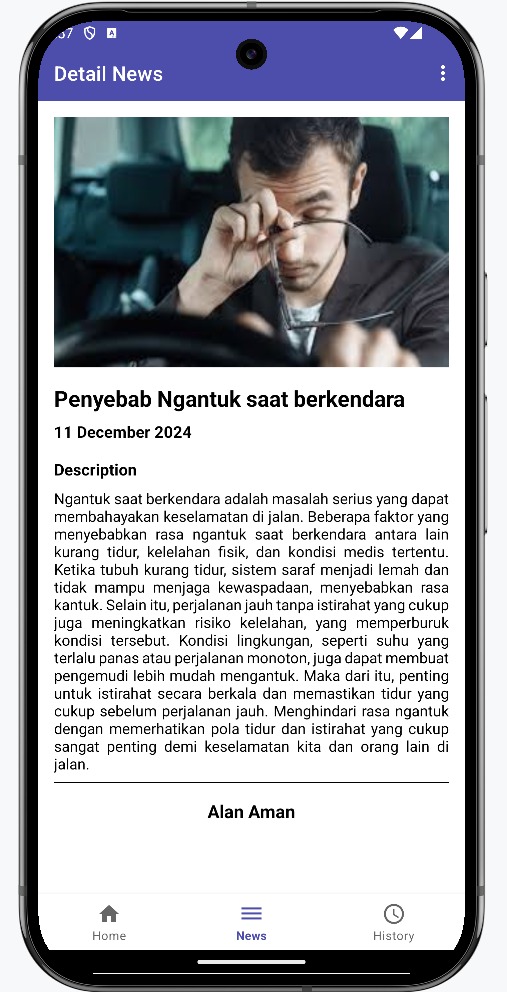 Detail News
Penyebab Ngantuk saat berkendara
11 December 2024
Description
Ngantuk saat berkendara adalah masalah serius yang dapat
membahayakan keselamatan di jalan. Beberapa faktor yang
menyebabkan rasa ngantuk saat berkendara antara lain
kurang tidur, kelelahan fisik, dan kondisi medis tertentu.
Ketika tubuh kurang tidur, sistem saraf menjadi lemah dan
tidak mampu menjaga kewaspadaan, menyebabkan rasa
kantuk. Selain itu, perjalanan jauh tanpa istirahat yang cukup
juga meningkatkan risiko kelelahan, yang memperburuk
kondisi tersebut. Kondisi lingkungan, seperti suhu yang
terlalu panas atau perjalanan monoton, juga dapat membuat
pengemudi lebih mudah mengantuk. Maka dari itu, penting
untuk istirahat secara berkala dan memastikan tidur yang
cukup sebelum perjalanan jauh. Menghindari rasa ngantuk
dengan memerhatikan pola tidur dan istirahat yang cukup
sangat penting demi keselamatan kita dan orang lain di
jalan.
Alan Aman
Home
News
History